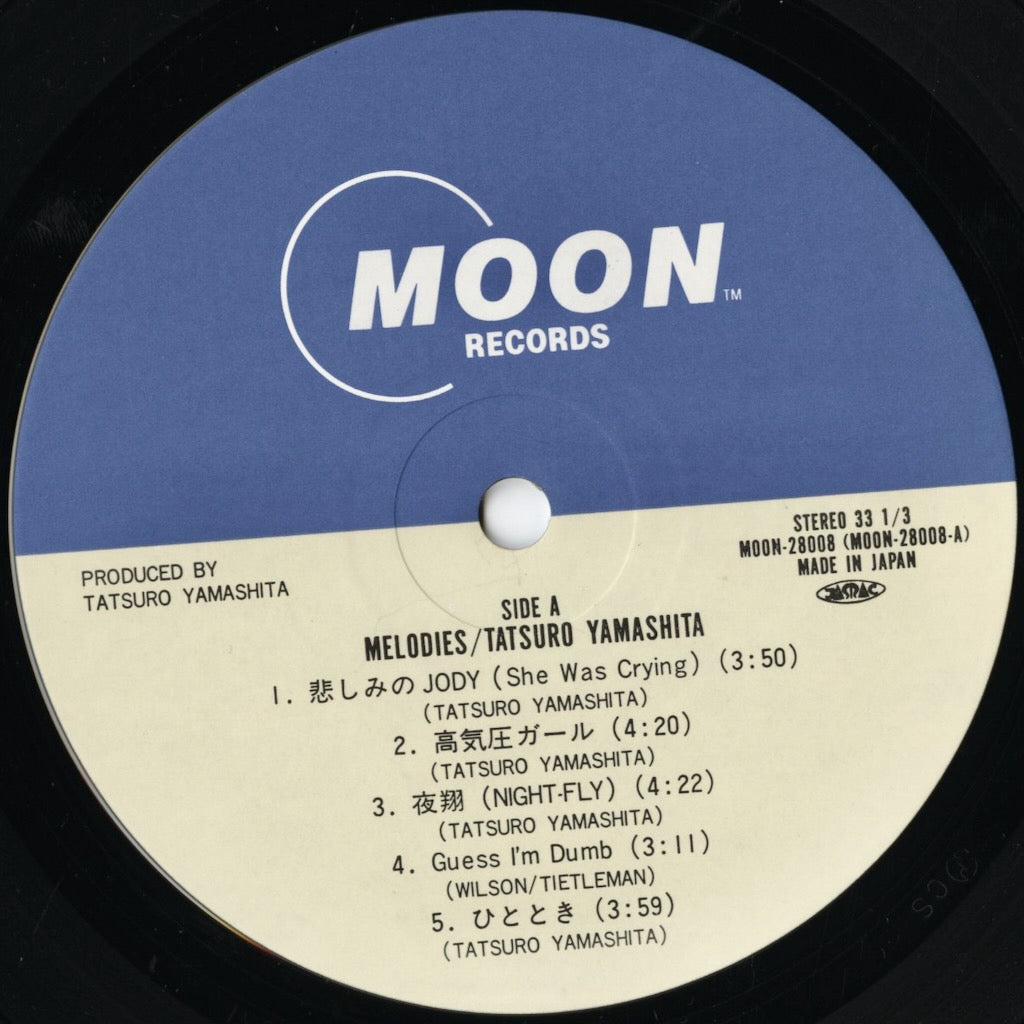 MOON TM
RECORDS
STEREO 33 1/3
MOON-28008 (MOON-28008-A)
MADE IN JAPAN
JASRAC
PRODUCED BY
TATSURO YAMASHITA
SIDE A
MELODIES/TATSURO YAMASHITA
1. 悲しみの JODY (She Was Crying) (3:50)
(TATSURO YAMASHITA)
2. 高気圧ガール (4:20)
(TATSURO YAMASHITA)
3. 夜翔 (NIGHT-FLY) (4:22)
(TATSURO YAMASHITA)
4. Guess I'm Dumb (3:11)
(WILSON/TIETLEMAN)
5. ひととき (3:59)
(TATSURO YAMASHITA)